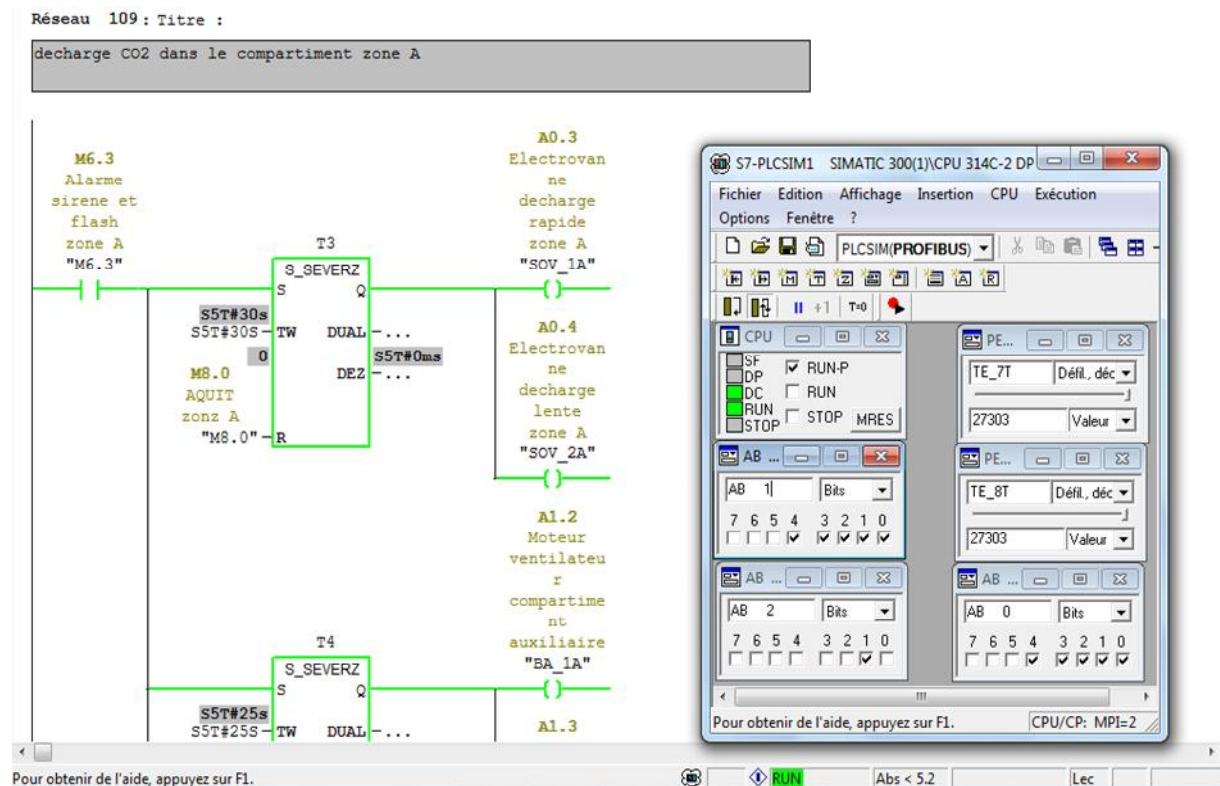 Réseau 109 : Titre :
decharge CO2 dans le compartiment zone A
M6.3
Alarme
sirene et
flash
zone A
"M6.3"
T3
S_SEVERZ
S Q
S5T#30s
S5T#30S TW DUAL ...
0 S5T#0ms
DEZ ...
M8.0
AQUIT
zonz A
"M8.0" R
A0.3
Electrovan
ne
decharge
rapide
zone A
"SOV_1A"
( )
A0.4
Electrovan
ne
decharge
lente
zone A
"SOV_2A"
( )
A1.2
Moteur
ventilateu
r
compartime
nt
auxiliaire
"BA_1A"
( )
T4
S_SEVERZ
S Q
S5T#25s
S5T#25S TW DUAL ...
A1.3
S7-PLCSIM1 SIMATIC 300(1)\CPU 314C-2 DP
Fichier Edition Affichage Insertion CPU Exécution
Options Fenêtre ?
PLCSIM(PROFIBUS)
+1 T=0
CPU
SF
DP
DC
RUN
STOP
RUN-P
RUN
STOP MRES
PE...
TE_7T Défil., déc
27303 Valeur
AB ...
AB 1 Bits
7 6 5 4 3 2 1 0
PE...
TE_8T Défil., déc
27303 Valeur
AB ...
AB 2 Bits
7 6 5 4 3 2 1 0
AB ...
AB 0 Bits
7 6 5 4 3 2 1 0
Pour obtenir de l'aide, appuyez sur F1. CPU/CP: MPI=2
Pour obtenir de l'aide, appuyez sur F1. RUN Abs < 5.2 Lec